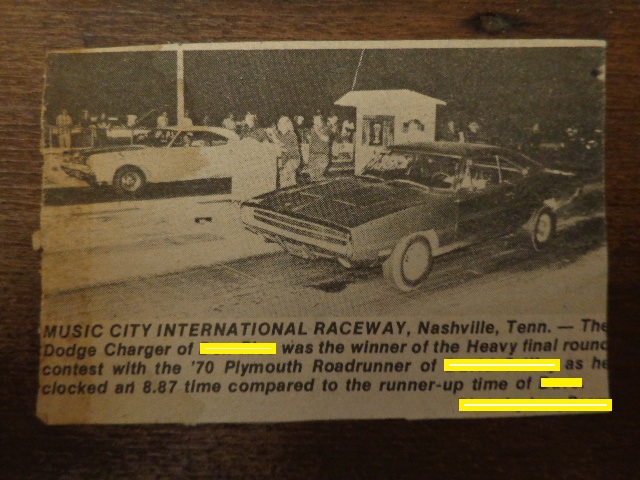 MUSIC CITY INTERNATIONAL RACEWAY, Nashville, Tenn. — The
Dodge Charger of was the winner of the Heavy final round
contest with the '70 Plymouth Roadrunner of as he
clocked an 8.87 time compared to the runner-up time of